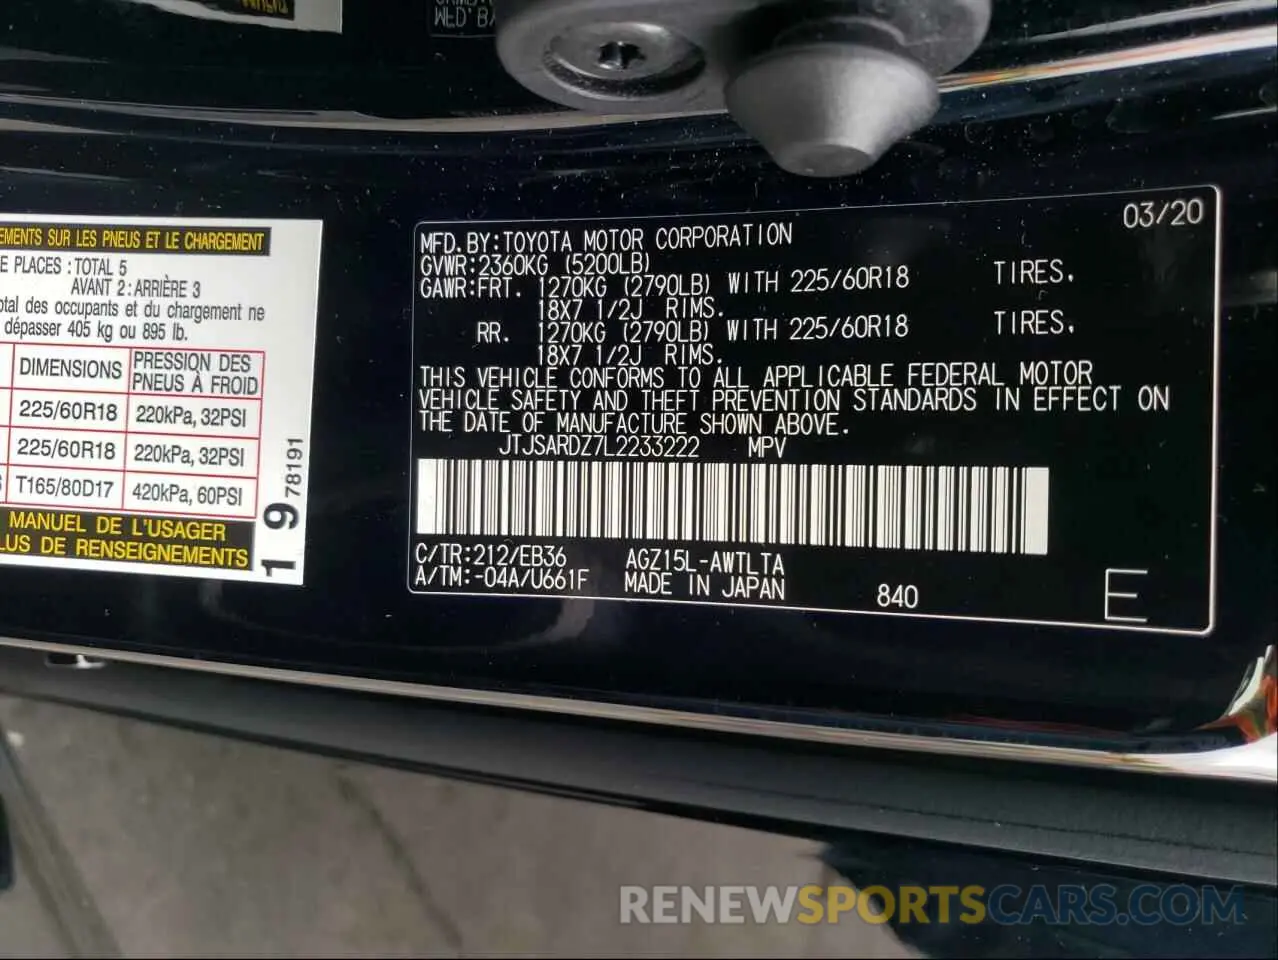 WED'B
EMENTS SUR LES PNEUS ET LE CHARGEMENT
E PLACES : TOTAL 5
AVANT 2: ARRIÈRE 3
tal des occupants et du chargement ne
dépasser 405 kg ou 895 lb.
DIMENSIONS PRESSION DES PNEUS À FROID
225/60R18 220kPa, 32PSI
225/60R18 220kPa, 32PSI
T165/80D17 420kPa, 60PSI
MANUEL DE L'USAGER
LUS DE RENSEIGNEMENTS
1978191
03/20
MFD.BY:TOYOTA MOTOR CORPORATION
GVWR:2360KG (5200LB)
GAWR:FRT. 1270KG (2790LB) WITH 225/60R18 TIRES,
18X7 1/2J RIMS.
RR. 1270KG (2790LB) WITH 225/60R18 TIRES,
18X7 1/2J RIMS.
THIS VEHICLE CONFORMS TO ALL APPLICABLE FEDERAL MOTOR
VEHICLE SAFETY AND THEFT PREVENTION STANDARDS IN EFFECT ON
THE DATE OF MANUFACTURE SHOWN ABOVE.
JTJSARDZ7L2233222 MPV
C/TR:212/EB36 AGZ15L-AWTLTA
A/TM:-04A/U661F MADE IN JAPAN 840
E
RENEWSPORTSCARS.COM